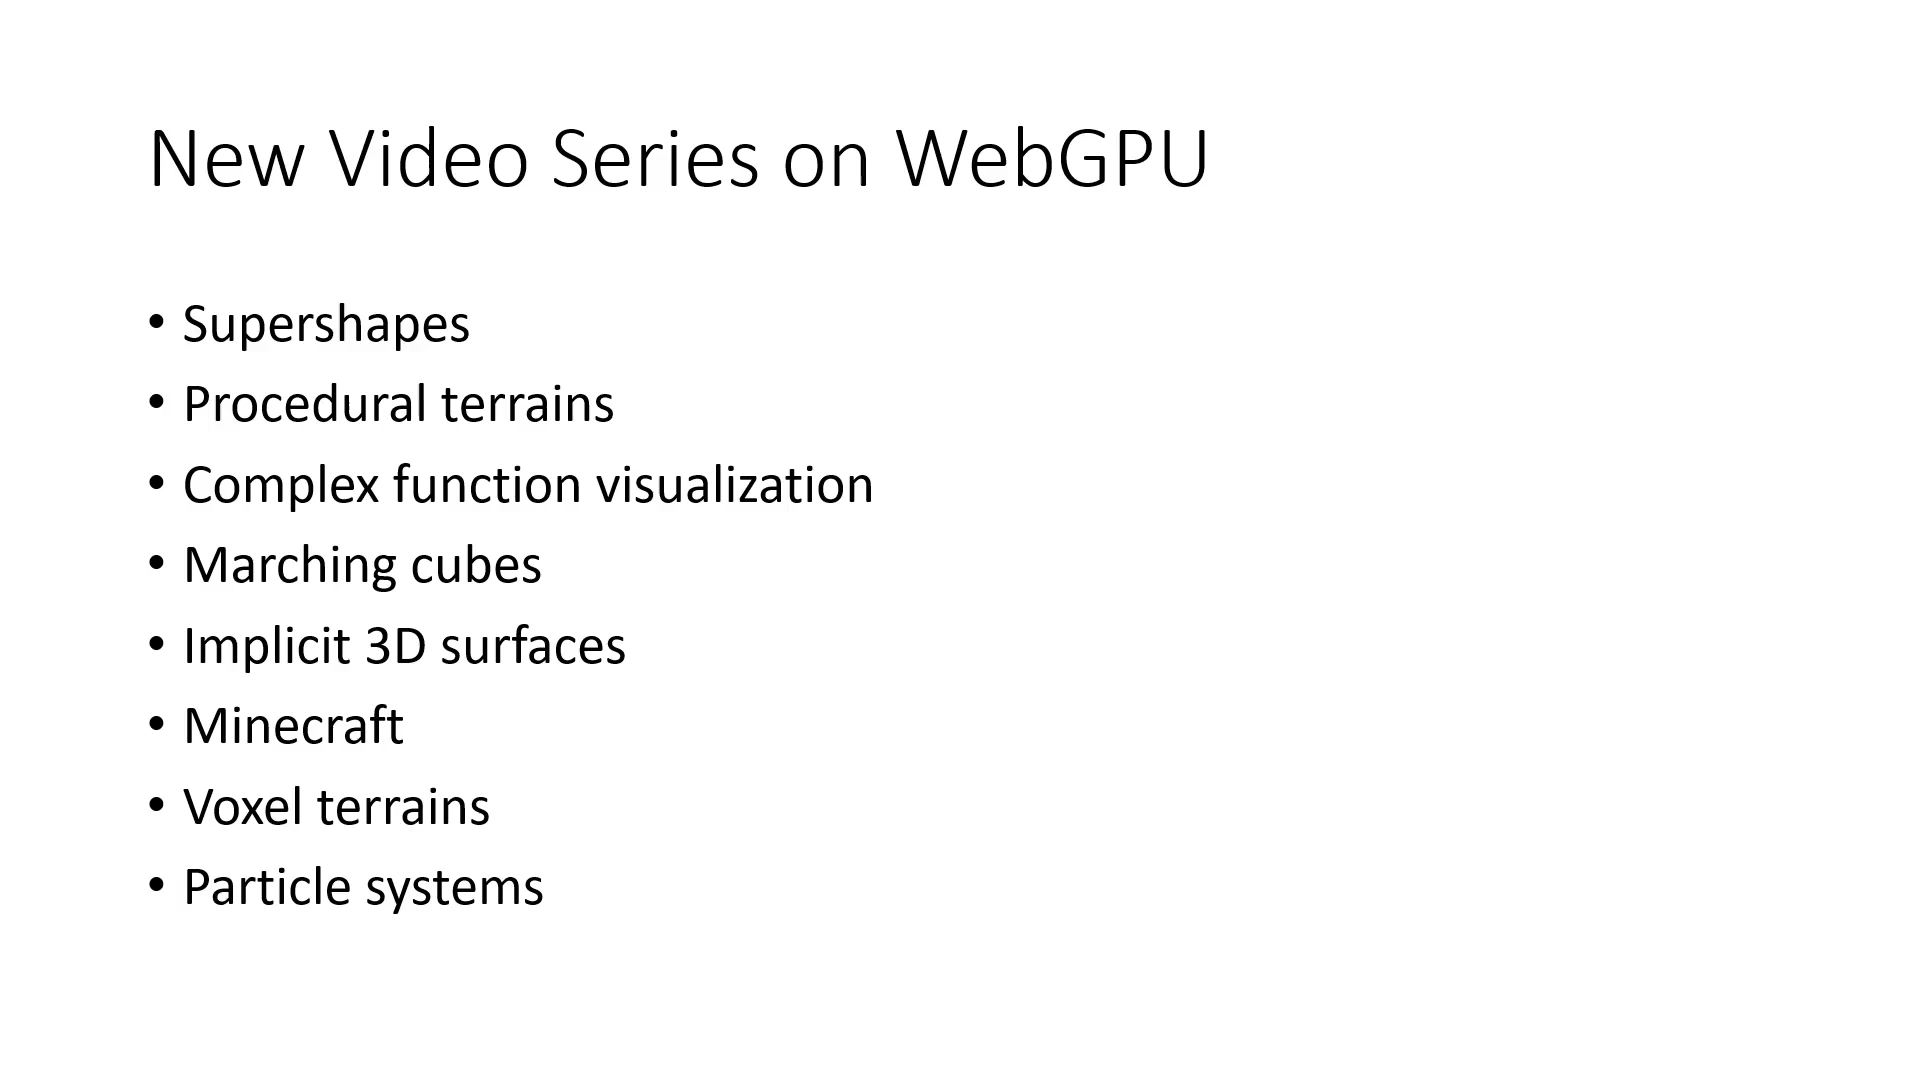 New Video Series on WebGPU
• Supershapes
• Procedural terrains
• Complex function visualization
• Marching cubes
• Implicit 3D surfaces
• Minecraft
• Voxel terrains
• Particle systems